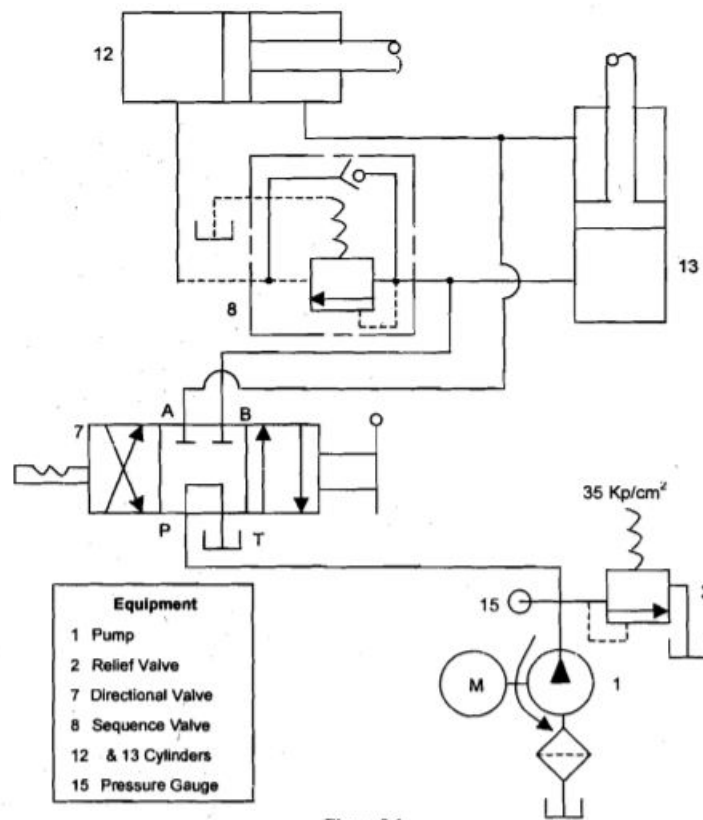 12
13
8
A
B
7
P
T
35 Kp/cm²
15
M
1
Equipment
1 Pump
2 Relief Valve
7 Directional Valve
8 Sequence Valve
12 & 13 Cylinders
15 Pressure Gauge